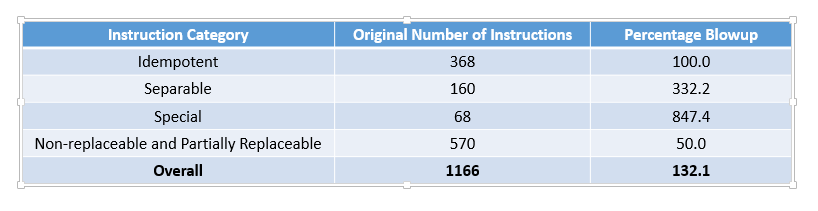 Instruction Category Original Number of Instructions Percentage Blowup
Idempotent 368 100.0
Separable 160 332.2
Special 68 847.4
Non-replaceable and Partially Replaceable 570 50.0
Overall 1166 132.1